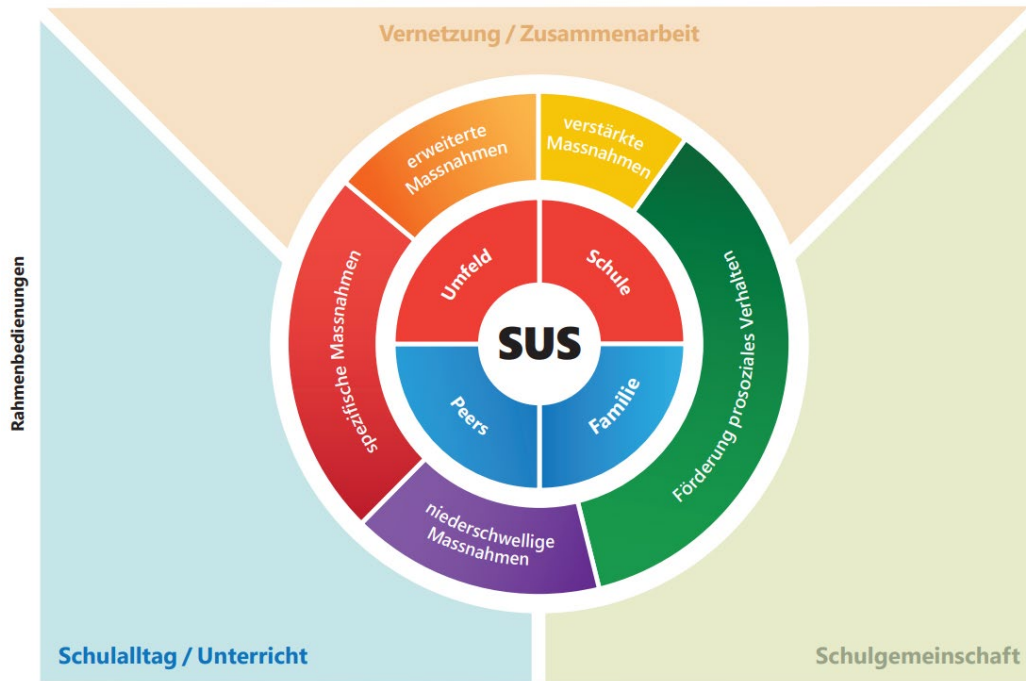 Vernetzung / Zusammenarbeit
erweiterte
Massnahmen
verstärkte
Massnahmen
Umfeld
Schule
SUS
Peers
Familie
spezifische Massnahmen
Förderung prosoziales Verhalten
niederschwellige
Massnahmen
Rahmenbedienungen
Schulalltag / Unterricht
Schulgemeinschaft